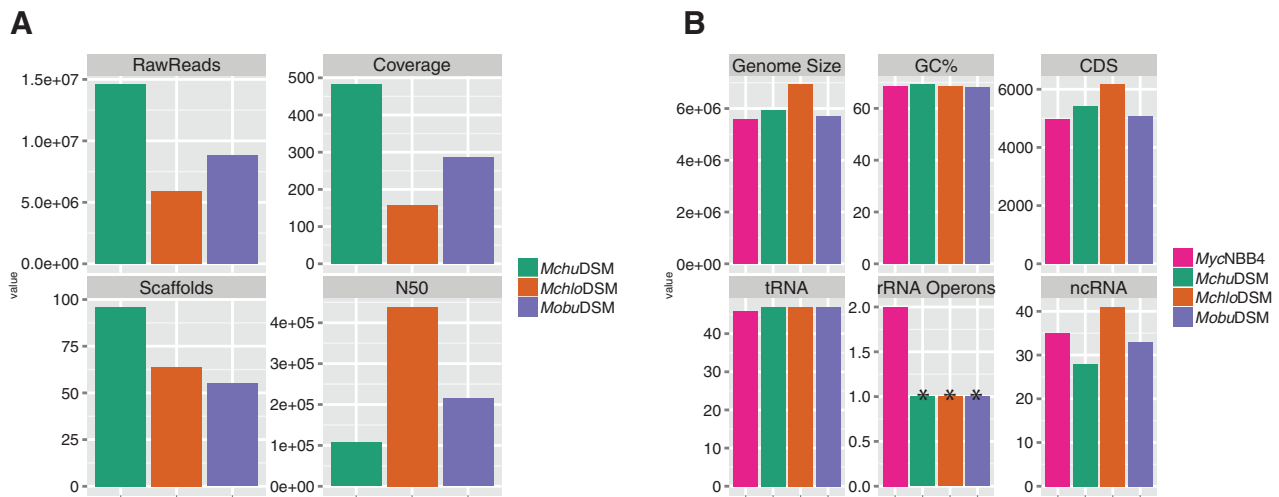 A
B
RawReads
Coverage
1.5e+07
1.0e+07
5.0e+06
0.0e+00
500
400
300
200
100
0
Scaffolds
N50
100
75
50
25
0
4e+05
3e+05
2e+05
1e+05
0e+00
value
MchuDSM
MchloDSM
MobuDSM
Genome Size
GC%
CDS
6e+06
4e+06
2e+06
0e+00
60
40
20
0
6000
4000
2000
0
tRNA
rRNA Operons
ncRNA
40
30
20
10
0
2.0
1.5
1.0
0.5
0.0
* * *
40
30
20
10
0
value
MycNBB4
MchuDSM
MchloDSM
MobuDSM